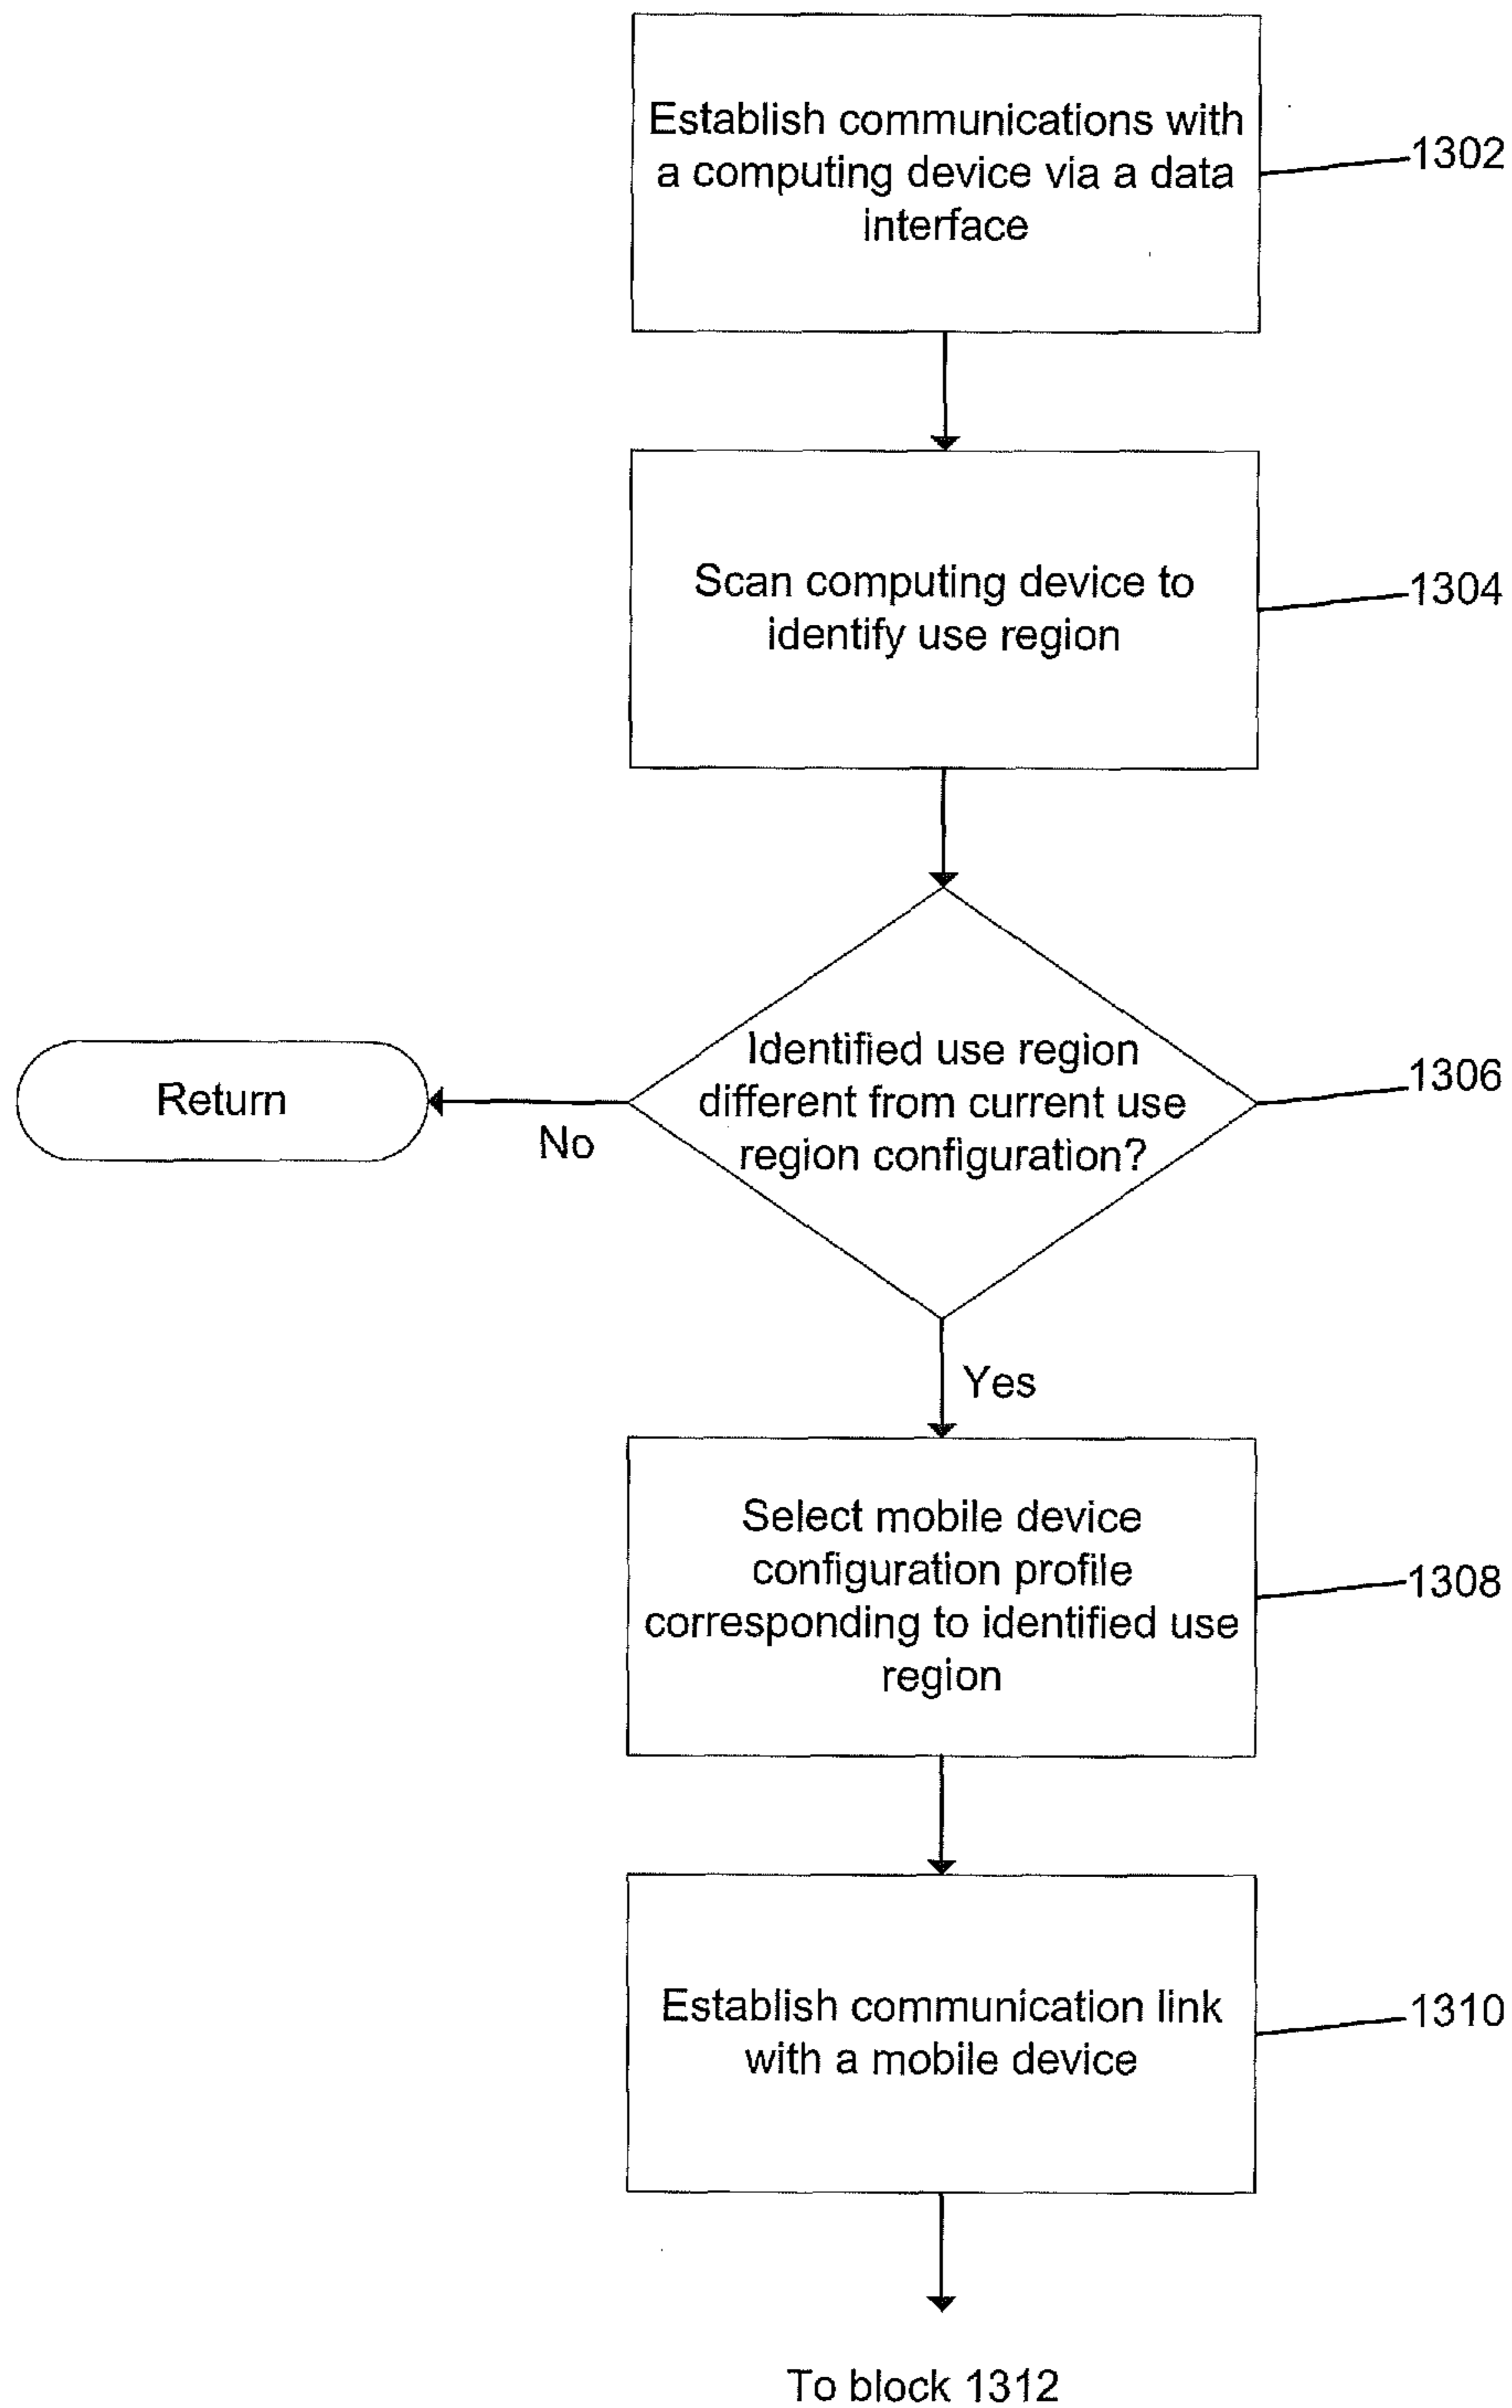 Establish communications with
a computing device via a data
interface
1302
Scan computing device to
identify use region
1304
Identified use region
different from current use
region configuration?
1306
Return
No
Yes
Select mobile device
configuration profile
corresponding to identified use
region
1308
Establish communication link
with a mobile device
1310
To block 1312